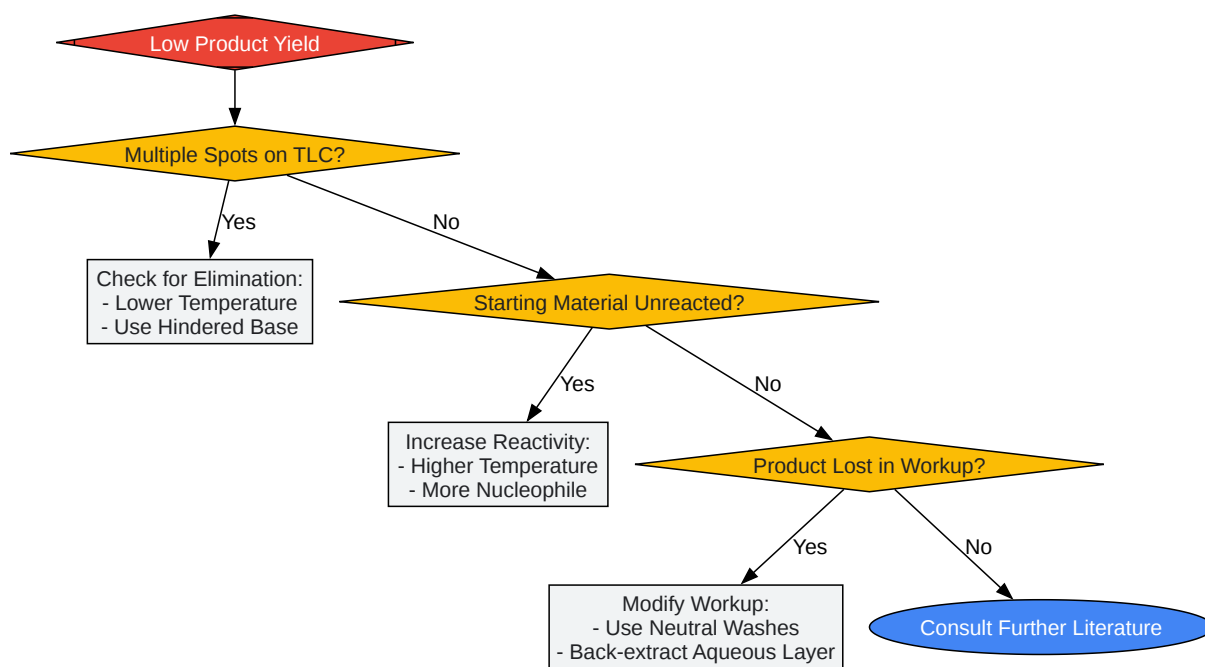 Low Product Yield
Multiple Spots on TLC?
Yes
No
Check for Elimination:
- Lower Temperature
- Use Hindered Base
Starting Material Unreacted?
Yes
No
Increase Reactivity:
- Higher Temperature
- More Nucleophile
Product Lost in Workup?
Yes
No
Modify Workup:
- Use Neutral Washes
- Back-extract Aqueous Layer
Consult Further Literature